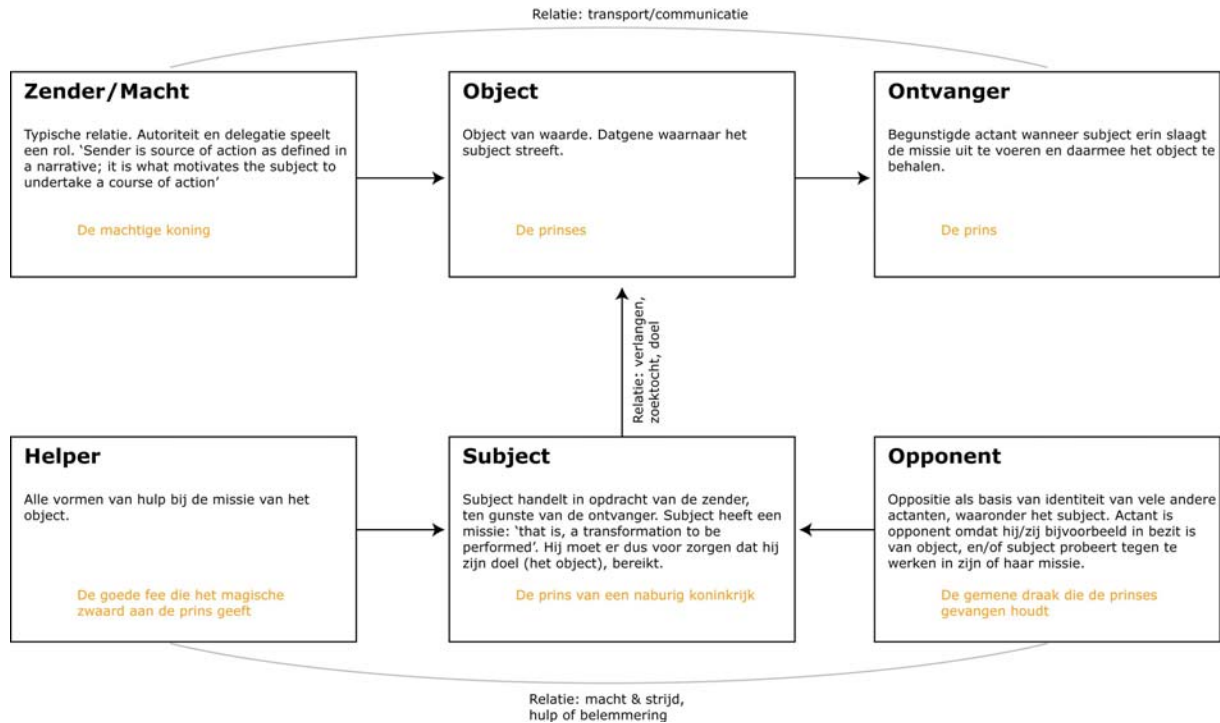 Relatie: transport/communicatie
Zender/Macht
Typische relatie. Autoriteit en delegatie speelt
een rol. ‘Sender is source of action as defined in
a narrative; it is what motivates the subject to
undertake a course of action’
De machtige koning
Object
Object van waarde. Datgene waarnaar het
subject streeft.
De prinses
Ontvanger
Begunstigde actant wanneer subject erin slaagt
de missie uit te voeren en daarmee het object te
behalen.
De prins
Relatie: verlangen,
zoektocht, doel
Helper
Alle vormen van hulp bij de missie van het
object.
De goede fee die het magische
zwaard aan de prins geeft
Subject
Subject handelt in opdracht van de zender,
ten gunste van de ontvanger. Subject heeft een
missie: ‘that is, a transformation to be
performed’. Hij moet er dus voor zorgen dat hij
zijn doel (het object), bereikt.
De prins van een naburig koninkrijk
Opponent
Oppositie als basis van identiteit van vele andere
actanten, waaronder het subject. Actant is
opponent omdat hij/zij bijvoorbeeld in bezit is
van object, en/of subject probeert tegen te
werken in zijn of haar missie.
De gemene draak die de prinses
gevangen houdt
Relatie: macht & strijd,
hulp of belemmering